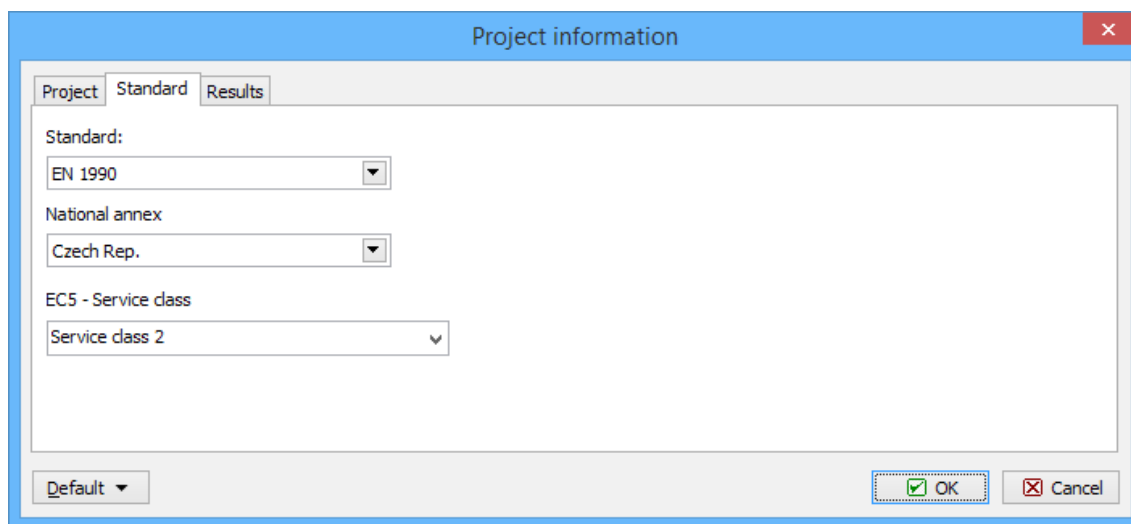 Project information
Project Standard Results
Standard:
EN 1990
National annex
Czech Rep.
EC5 - Service class
Service class 2
Default OK Cancel